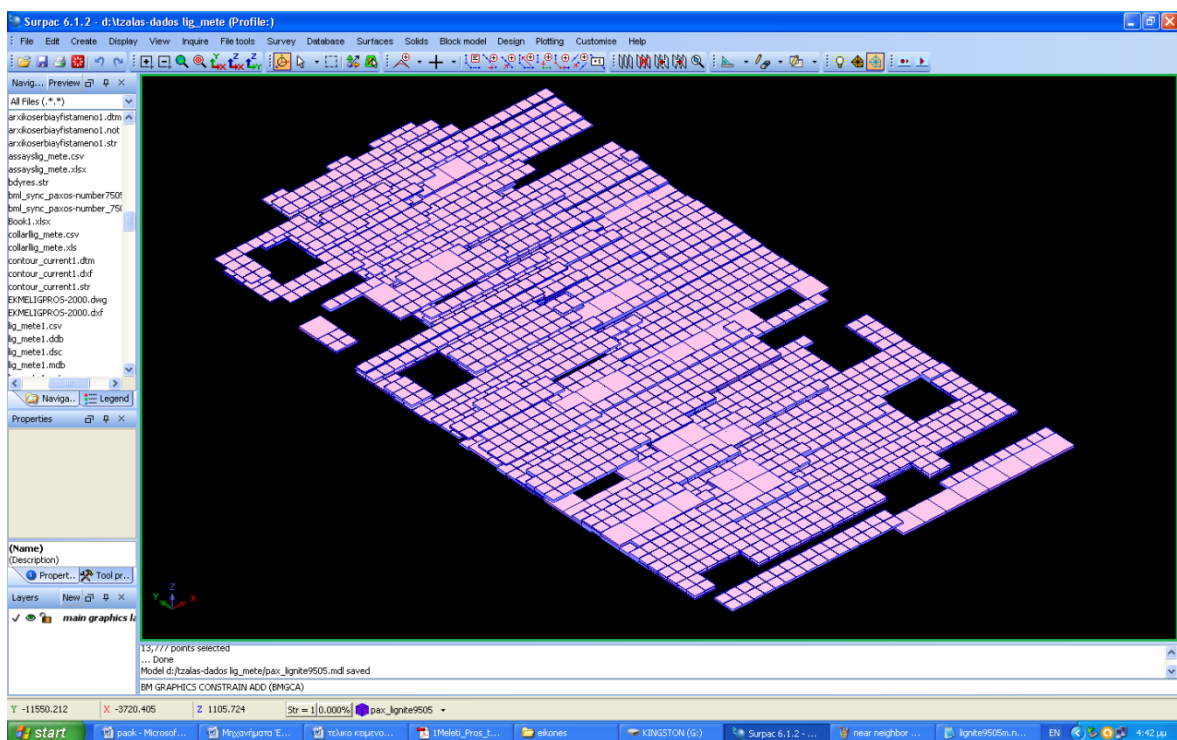 Surpac 6.1.2 - d:\tzalas-dados lig_mete (Profile:)
File Edit Create Display View Inquire File tools Survey Database Surfaces Solids Block model Design Plotting Customise Help
Navig... Preview
All Files (.*.*)
arxikoserbiayfistameno1.dtm
arxikoserbiayfistameno1.not
arxikoserbiayfistameno1.str
assayslig_mete.csv
assayslig_mete.xlsx
bdyres.str
bml_sync_paxos-number750
bml_sync_paxos-number_75
Book1.xlsx
collarlig_mete.csv
collarlig_mete.xls
contour_current1.dtm
contour_current1.dxf
contour_current1.str
EKMELIGPROS-2000.dwg
EKMELIGPROS-2000.dxf
lig_mete1.csv
lig_mete1.ddb
lig_mete1.dsc
lig_mete1.mdb
Naviga.. Legend
Properties
(Name)
(Description)
Propert.. Tool pr..
Layers New
main graphics la
Z
Y X
13,777 points selected
... Done
Model d:/tzalas-dados lig_mete/pax_lignite9505.mdl saved
BM GRAPHICS CONSTRAIN ADD (BMGCA)
Y -11550.212 X -3720.405 Z 1105.724 Str = 1 0.000% pax_lignite9505
start paok - Microsof... Μηχανήματα Έ... τελικο κειμενο... 1Meleti_Pros_t... eikones KINGSTON (G:) Surpac 6.1.2 - ... near neighbor ... lignite9505m.n... EN 4:42 μμ